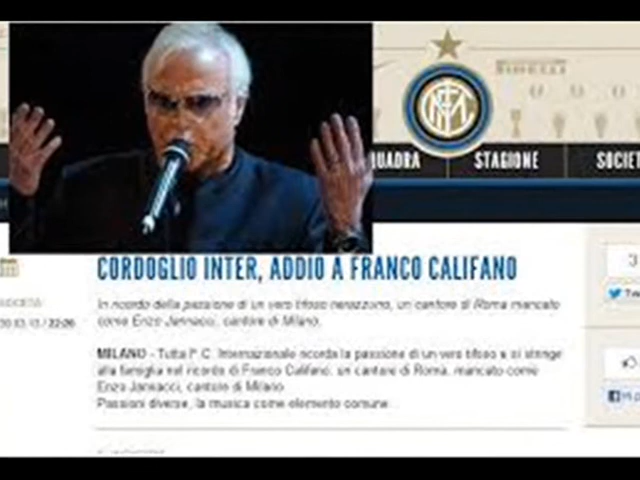 PIRELLI
QUADRA STAGIONE SOCIET
CORDOGLIO INTER, ADDIO A FRANCO CALIFANO
In ricordo della passione di un vero tifoso nerazzurro, un cantore di Roma mancato
come Enzo Jannacci, cantore di Milano.
MILANO - Tutta F. C. Internazionale ricorda la passione di un vero tifoso e si stringe
alla famiglia nel ricordo di Franco Califano, un cantore di Roma, mancato come
Enzo Jannacci, cantore di Milano
Passioni diverse, la musica come elemento comune
3